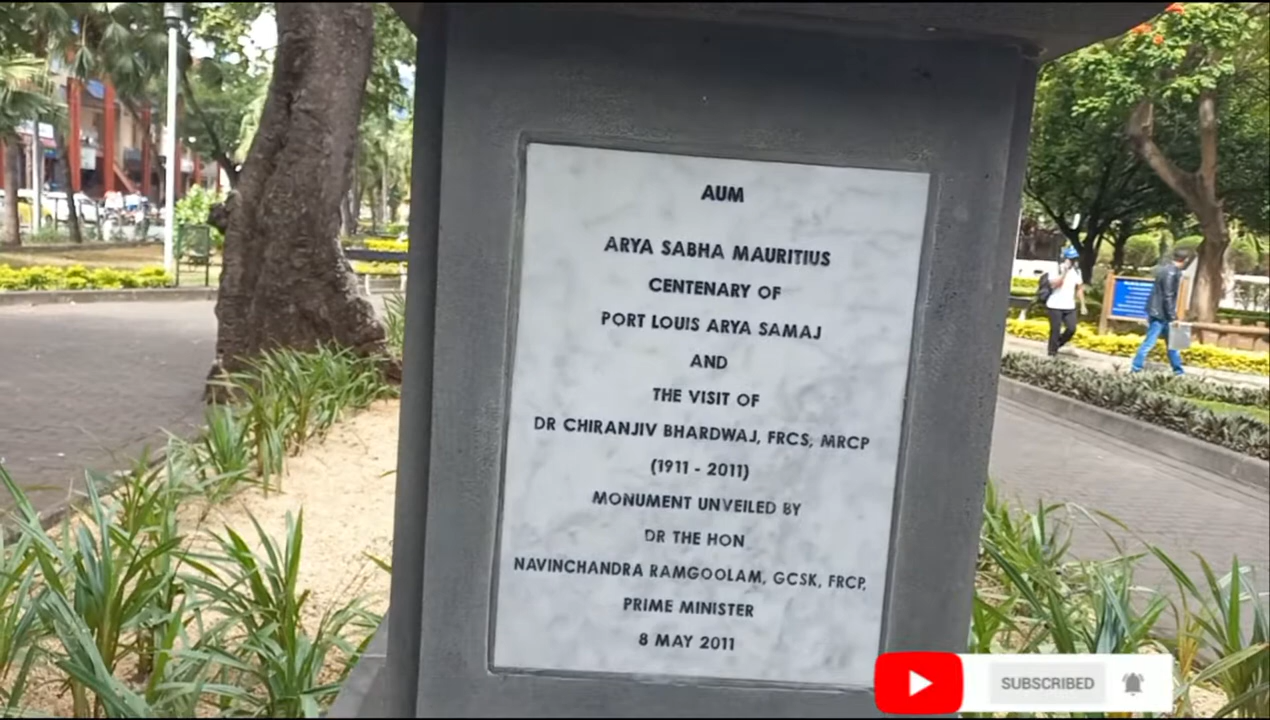 AUM
ARYA SABHA MAURITIUS
CENTENARY OF
PORT LOUIS ARYA SAMAJ
AND
THE VISIT OF
DR CHIRANJIV BHARDWAJ, FRCS, MRCP
(1911 - 2011)
MONUMENT UNVEILED BY
DR THE HON
NAVINCHANDRA RAMGOOLAM, GCSK, FRCP,
PRIME MINISTER
8 MAY 2011
SUBSCRIBED